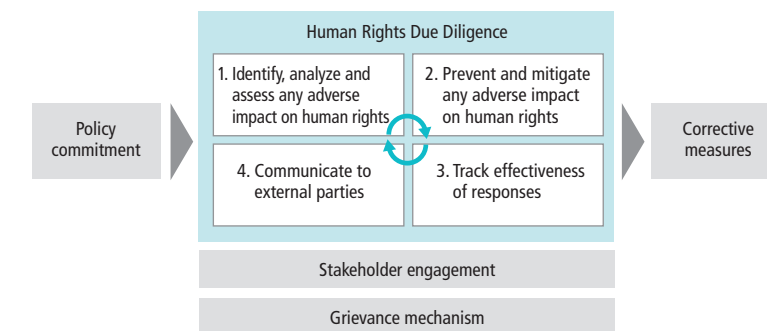 Human Rights Due Diligence
1. Identify, analyze and
assess any adverse
impact on human rights
2. Prevent and mitigate
any adverse impact
on human rights
Policy
commitment
Corrective
measures
4. Communicate to
external parties
3. Track effectiveness
of responses
Stakeholder engagement
Grievance mechanism